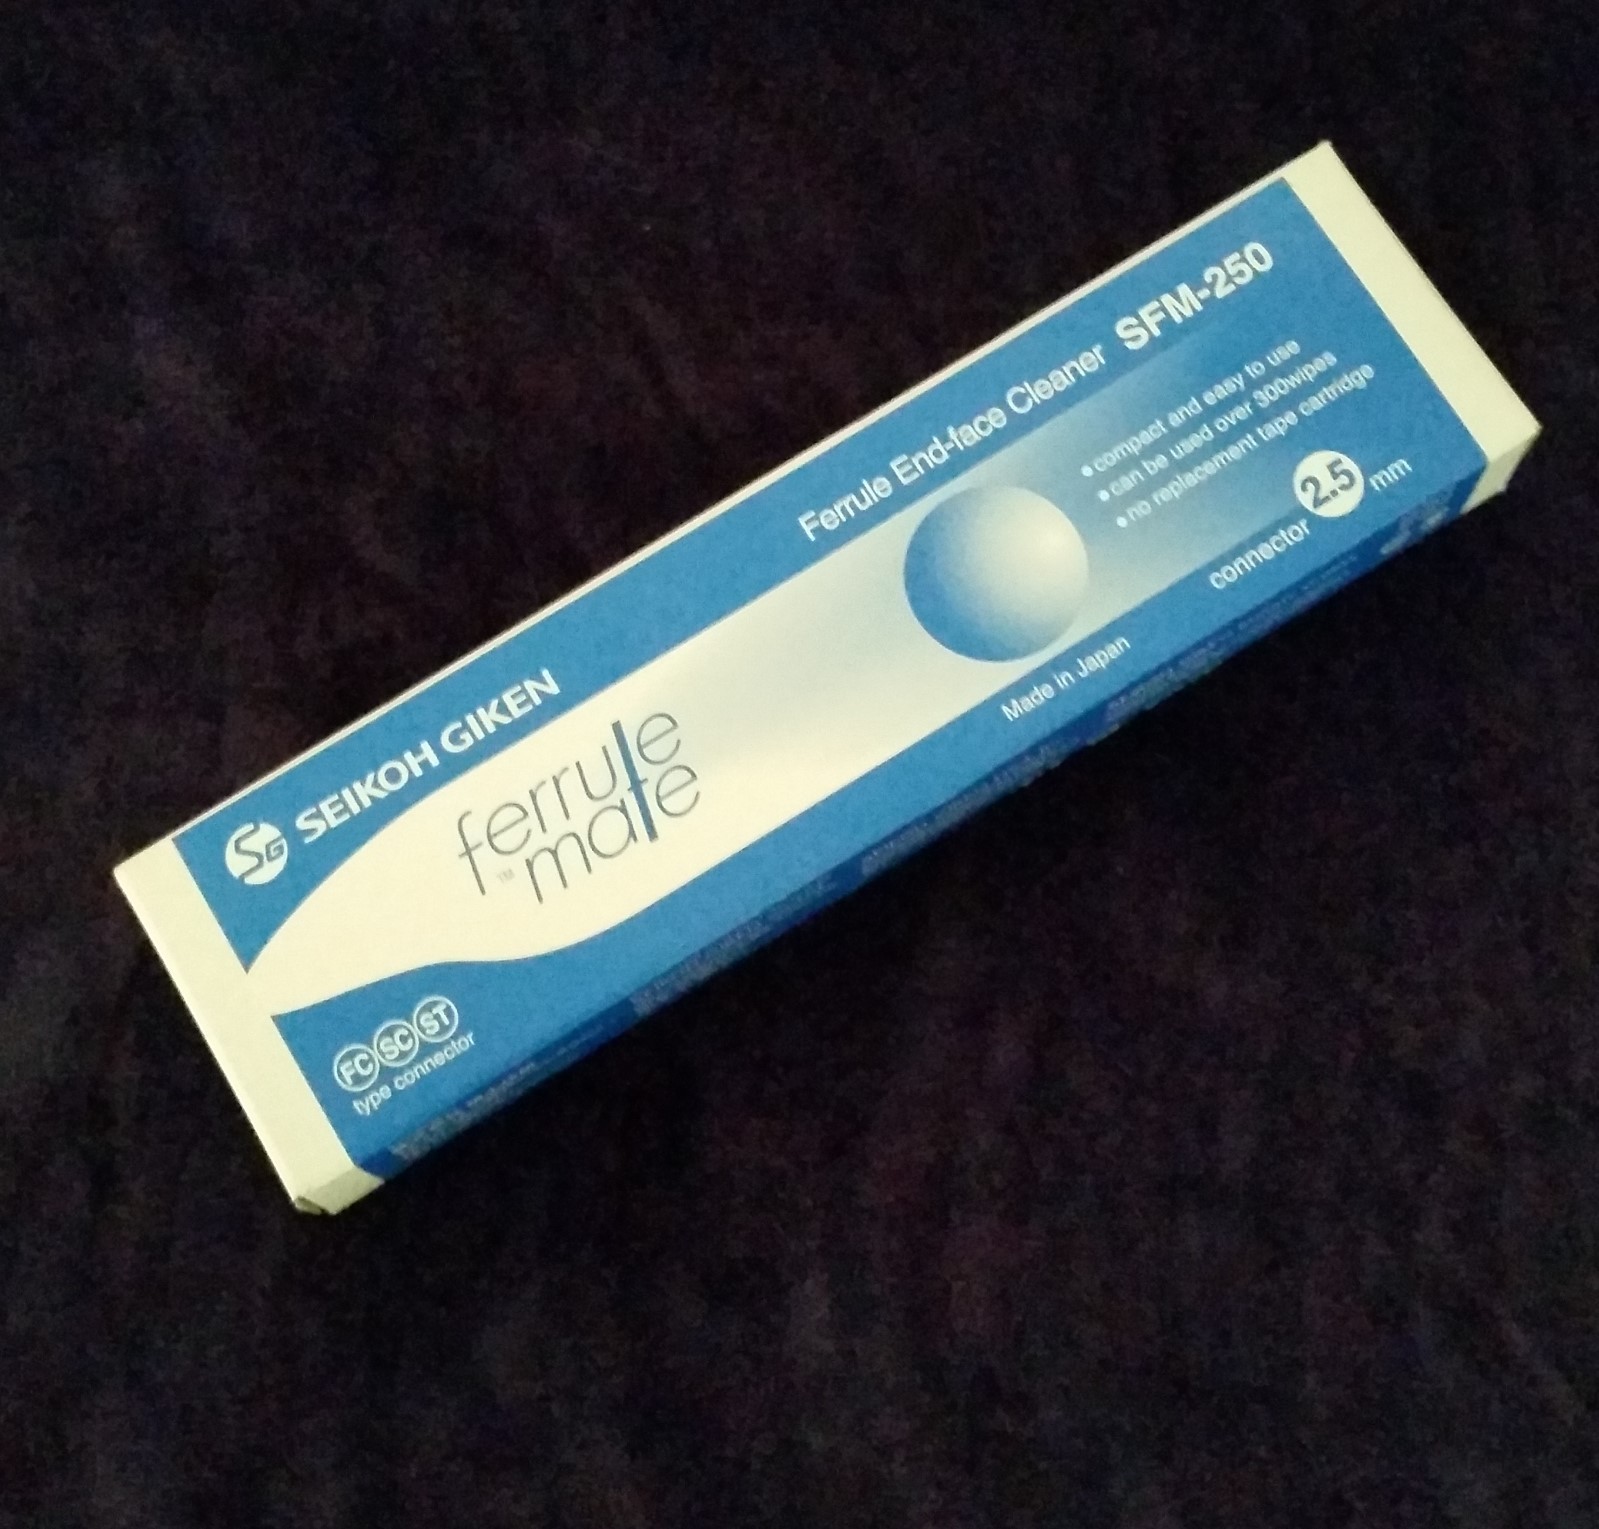 SG SEIKOH GIKEN
Ferrule End-face Cleaner SFM-250
ferrule
™ mate
•compact and easy to use
•can be used over 300wipes
•no replacement tape cartridge
connector 2.5 mm
Made in Japan
FC SC ST
type connector